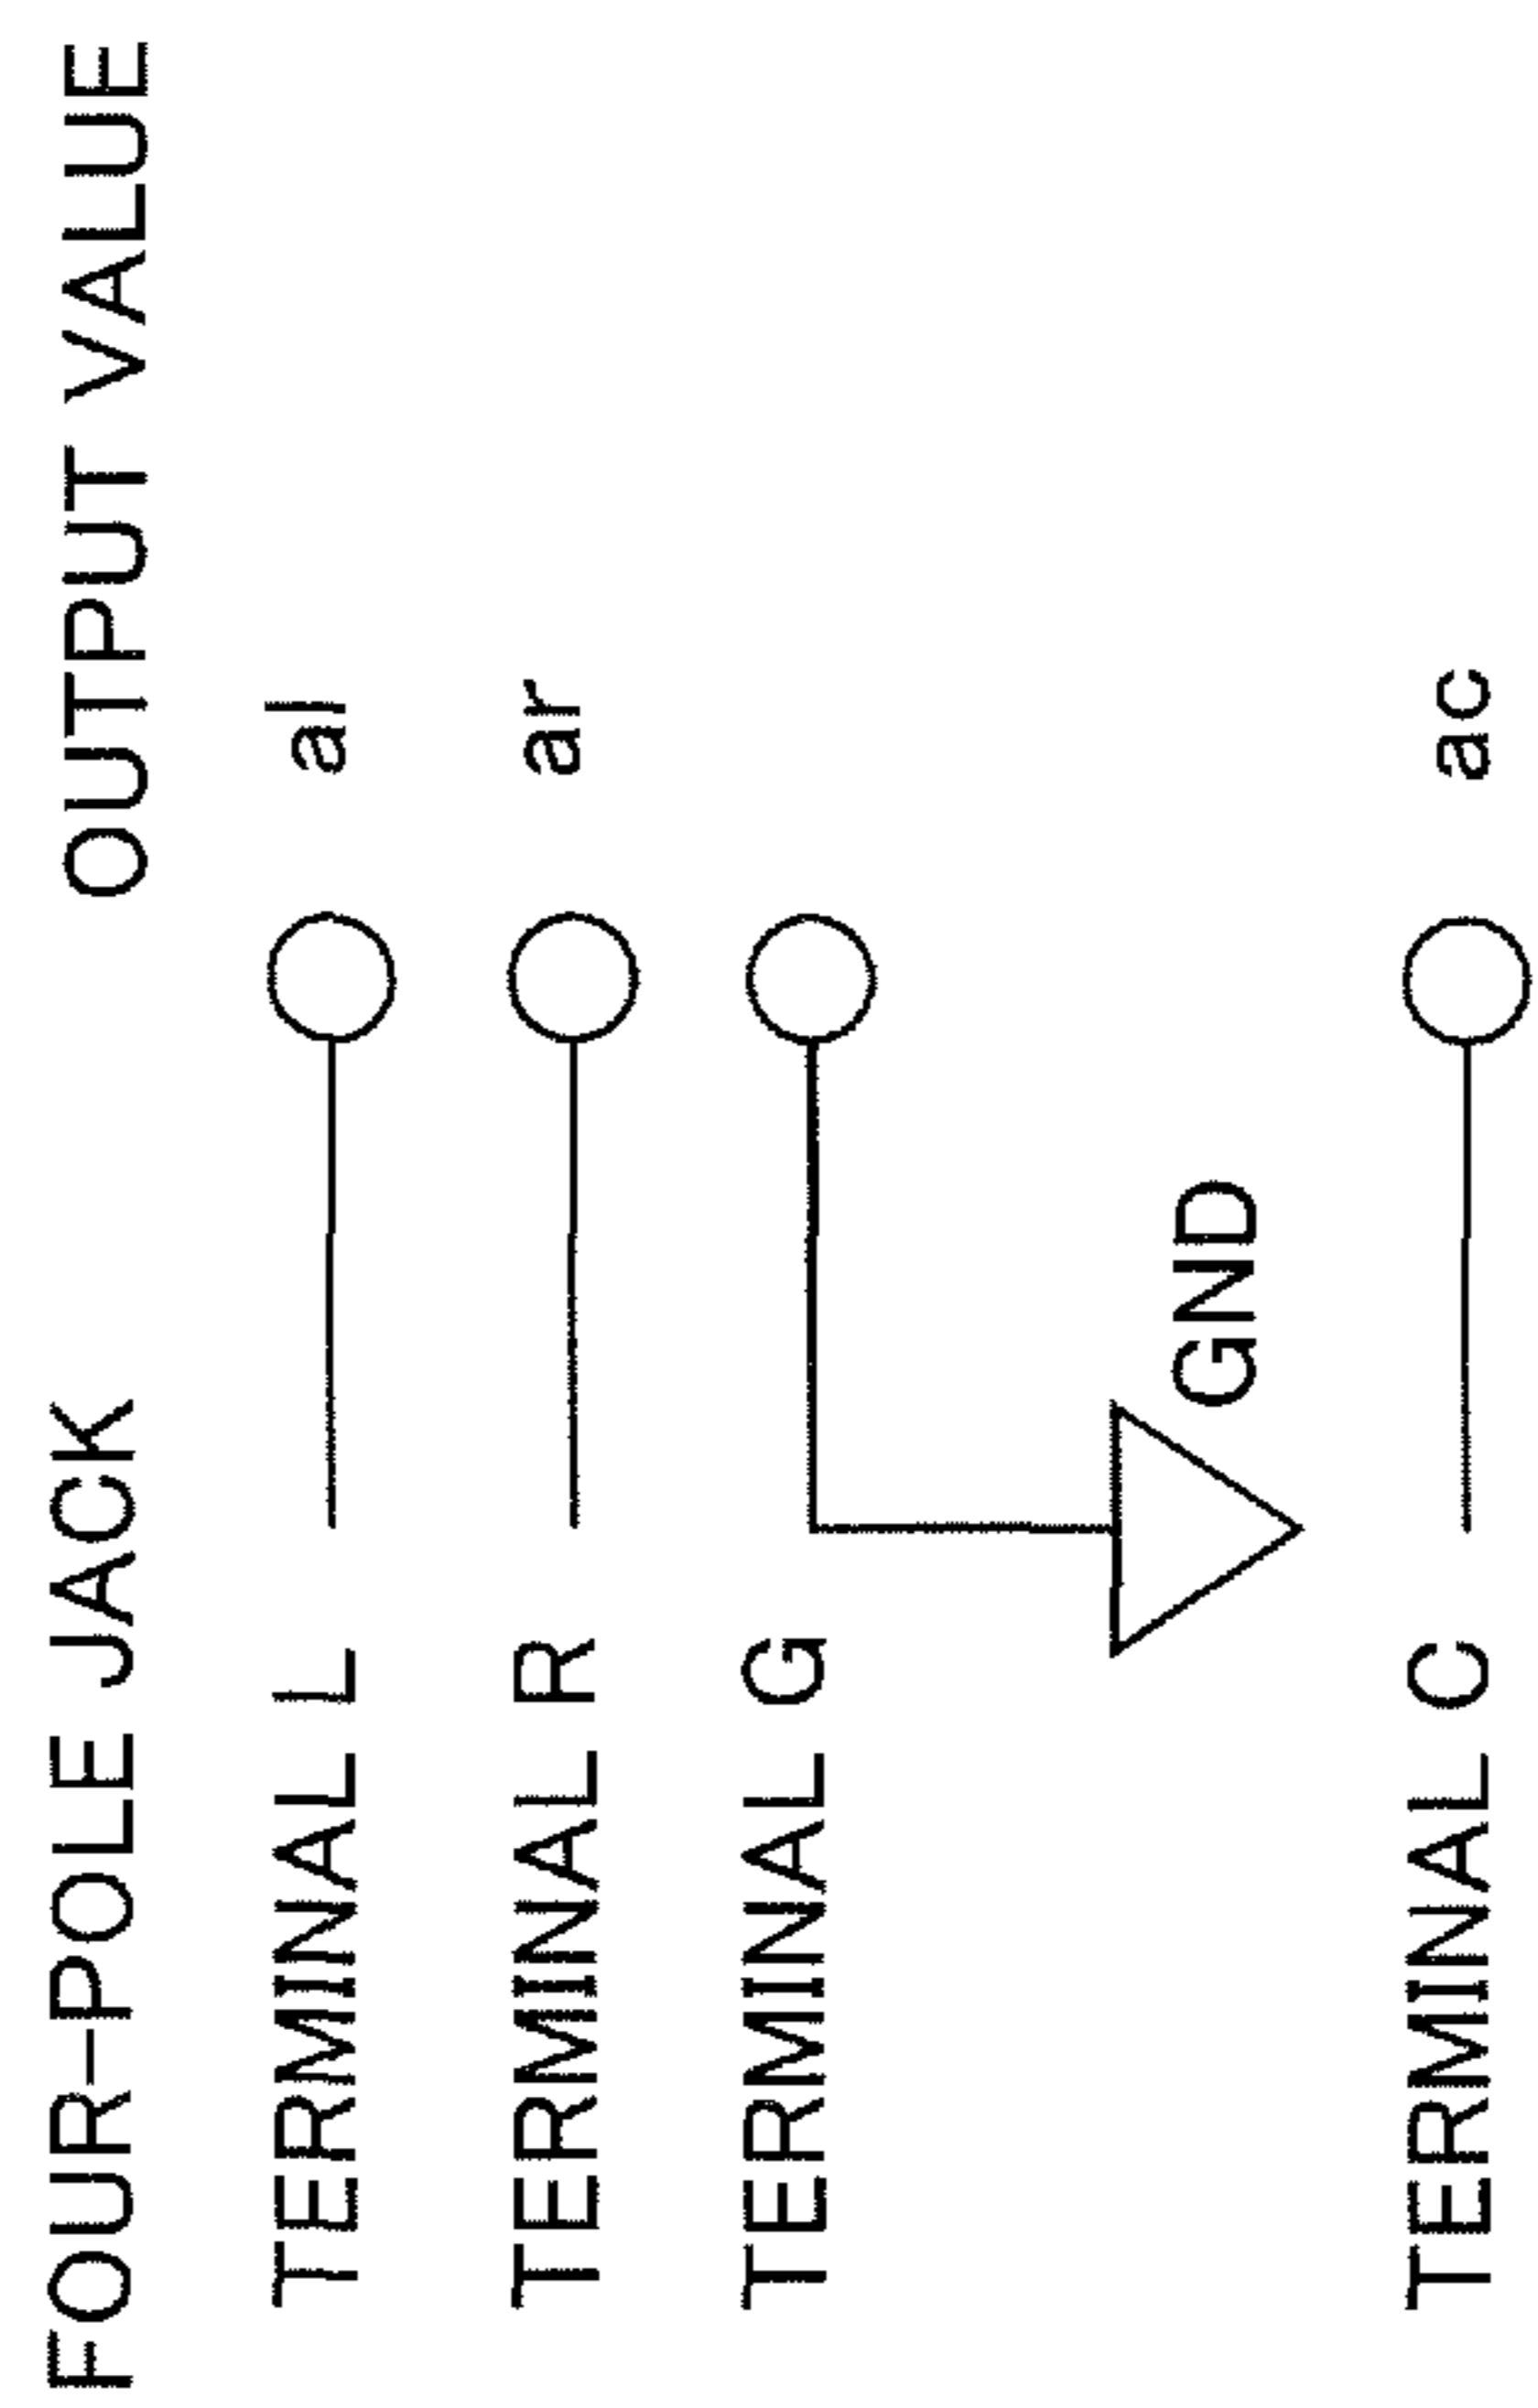 FOUR-POLE JACK OUTPUT VALUE
TERMINAL L al
TERMINAL R ar
TERMINAL G
GND
TERMINAL C ac